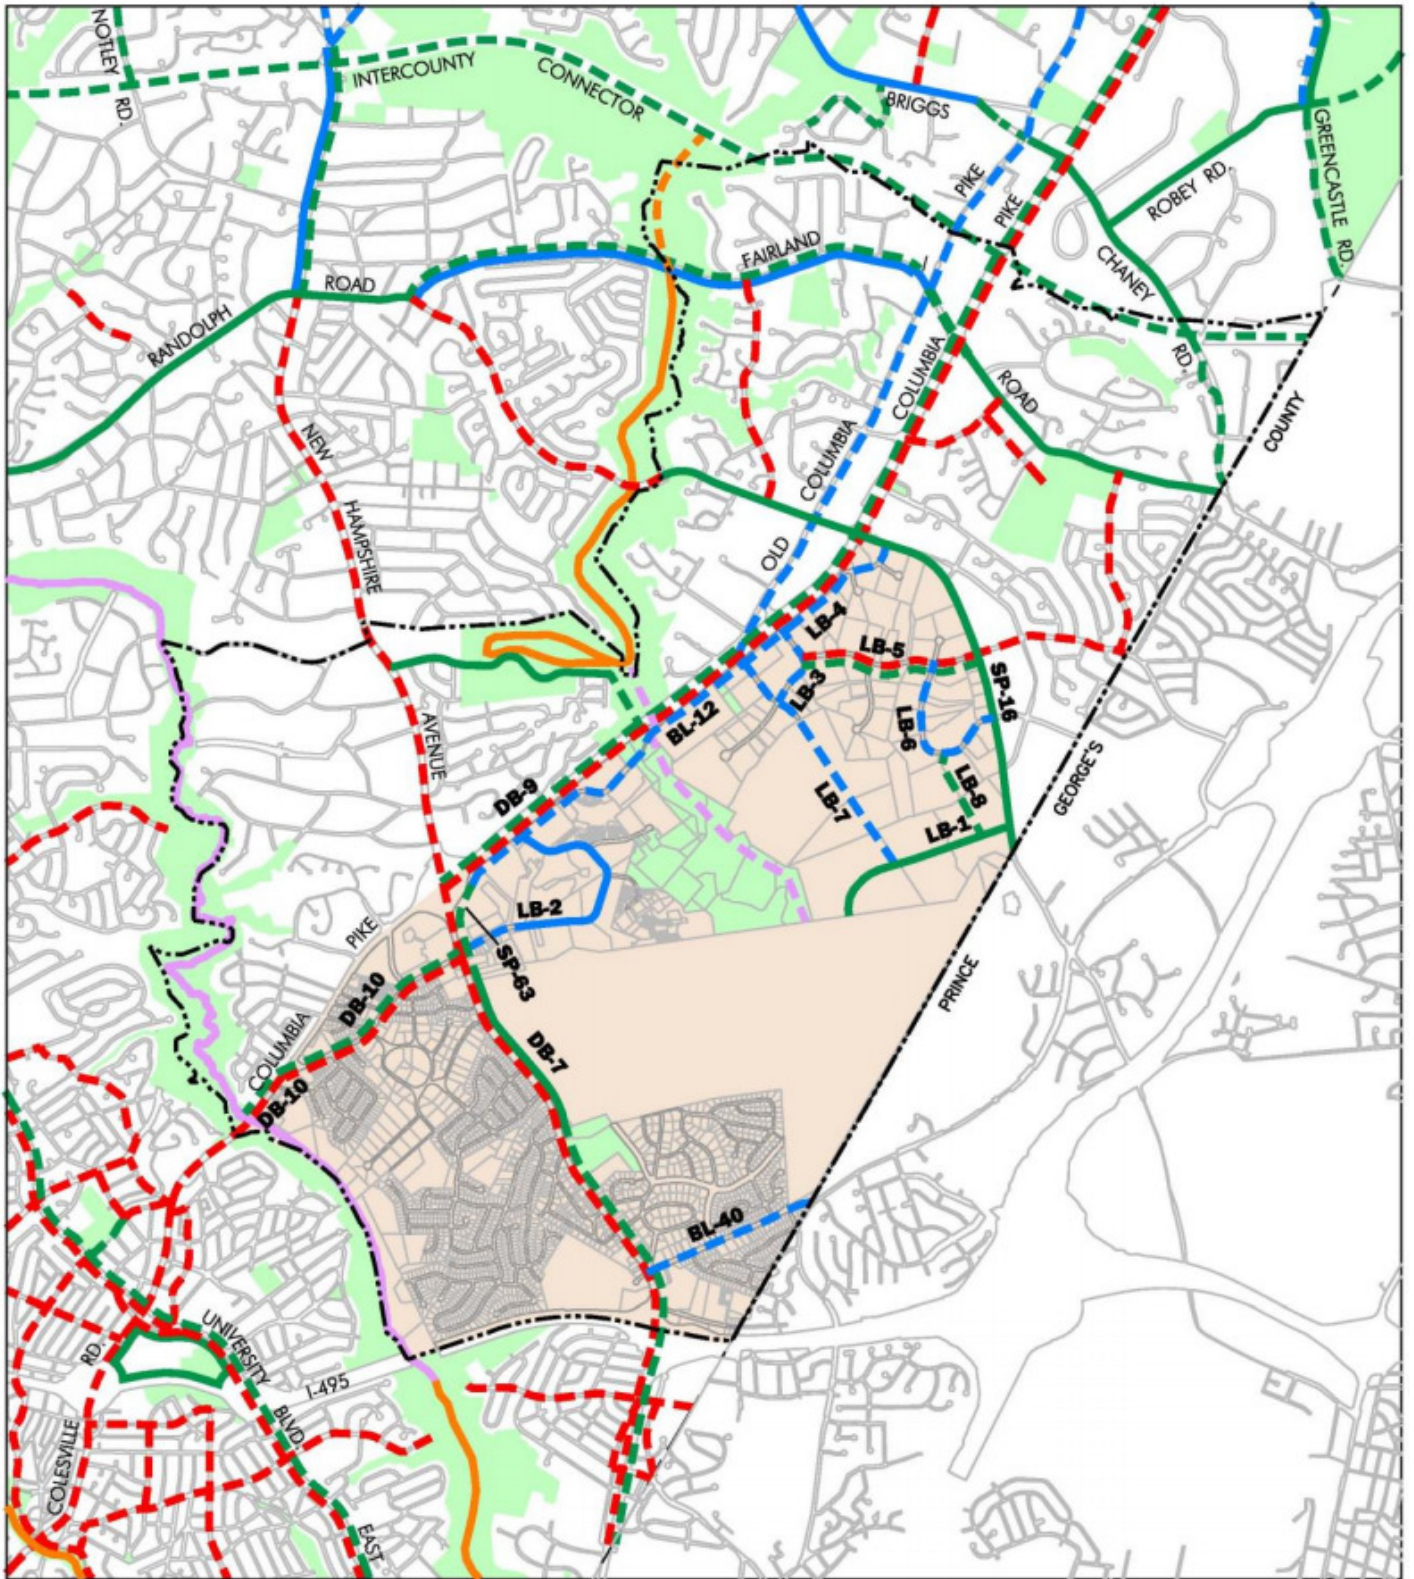 NOTLEY
RD.
INTERCOUNTY
CONNECTOR
BRIGGS
PIKE
PIKE
ROBEY RD.
GREENCASTLE RD.
FAIRLAND
CHANEY
RD.
ROAD
RANDOLPH
COLUMBIA
ROAD
COUNTY
NEW
COLUMBIA
HAMPSHIRE
OLD
LB-4
LB-5
LB-3
SP-16
BL-12
LB-6
AVENUE
GEORGE'S
DB-9
LB-7
LB-8
LB-1
LB-2
PIKE
SP-63
PRINCE
DB-10
DB-7
COLUMBIA
DB-10
BL-40
UNIVERSITY
RD.
I-495
BLVD.
COLESVILLE
EAST